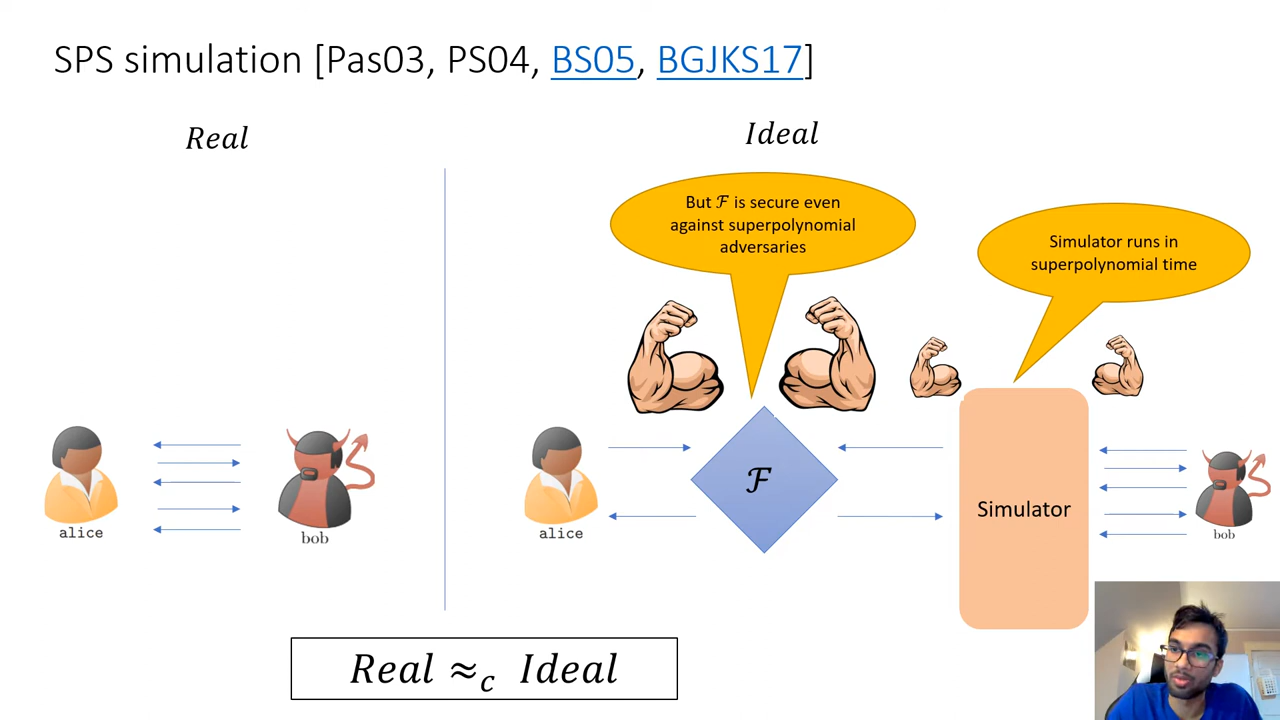 SPS simulation [Pas03, PS04, BS05, BGJKS17]
Real
Ideal
But ℱ is secure even
against superpolynomial
adversaries
Simulator runs in
superpolynomial time
alice
bob
alice
ℱ
Simulator
bob
Real ≈c Ideal